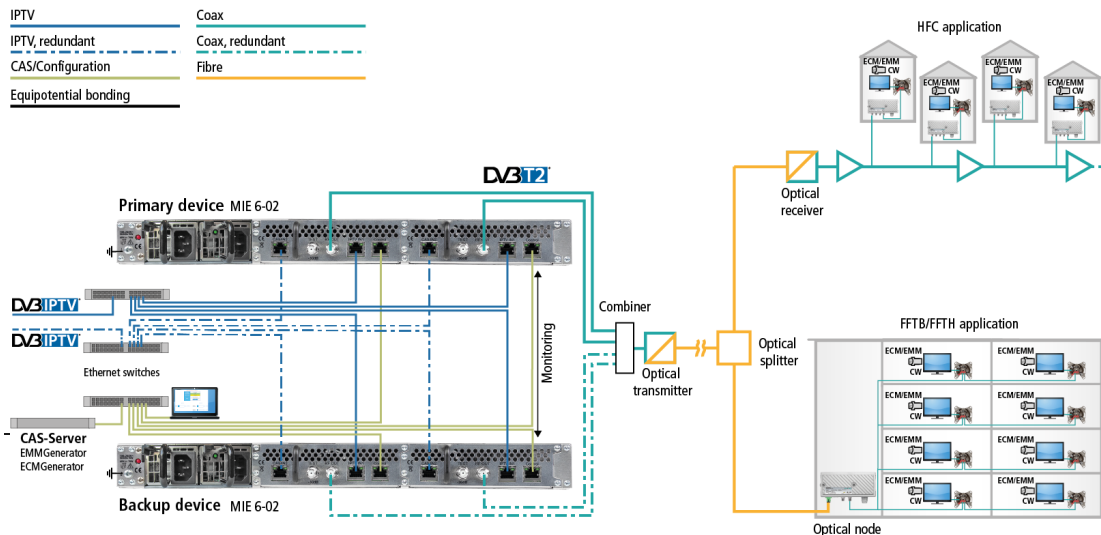 IPTV
Coax
IPTV, redundant
Coax, redundant
CAS/Configuration
Fibre
Equipotential bonding
HFC application
ECM/EMM
CW
ECM/EMM
CW
ECM/EMM
CW
ECM/EMM
CW
DVB T2
Optical
receiver
Primary device MIE 6-02
DVB IPTV
DVB IPTV
Ethernet switches
Monitoring
Combiner
Optical
transmitter
Optical
splitter
CAS-Server
EMMGenerator
ECMGenerator
Backup device MIE 6-02
FFTB/FFTH application
ECM/EMM
CW
ECM/EMM
CW
ECM/EMM
CW
ECM/EMM
CW
ECM/EMM
CW
ECM/EMM
CW
ECM/EMM
CW
ECM/EMM
CW
Optical node